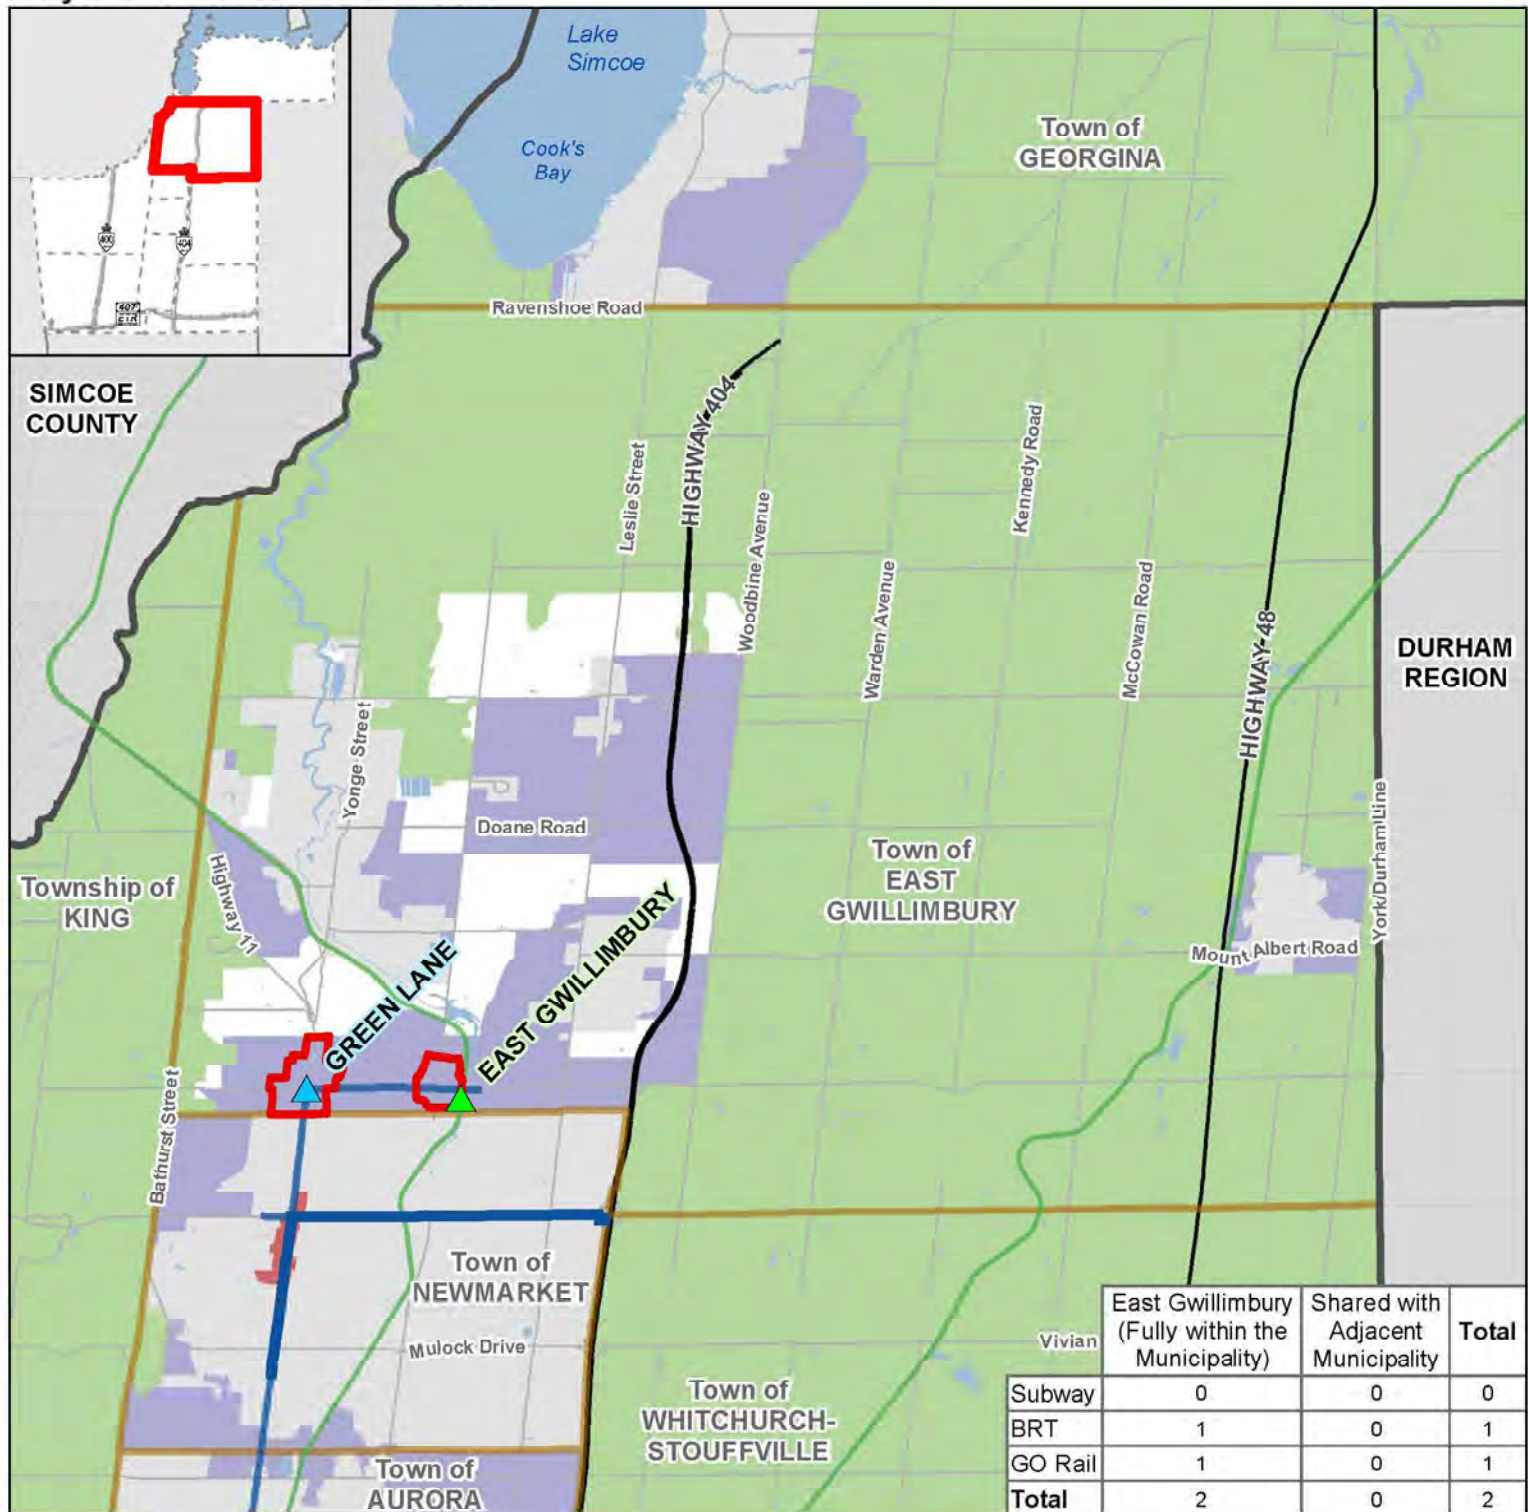 Lake
Simcoe
Cook's
Bay
Town of
GEORGINA
400
404
407
ETR
Ravenshoe Road
SIMCOE
COUNTY
HIGHWAY 404
Leslie Street
Kennedy Road
Woodbine Avenue
Warden Avenue
McCowan Road
HIGHWAY 48
DURHAM
REGION
Yonge Street
Doane Road
York/Durham Line
Town of
EAST
GWILLIMBURY
Township of
KING
Highway 11
Mount Albert Road
GREEN LANE
EAST GWILLIMBURY
Bathurst Street
Town of
NEWMARKET
Mulock Drive
Vivian
Town of
WHITCHURCH-
STOUFFVILLE
Town of
AURORA
East Gwillimbury
(Fully within the
Municipality)
Shared with
Adjacent
Municipality
Total
Subway 0 0 0
BRT 1 0 1
GO Rail 1 0 1
Total 2 0 2